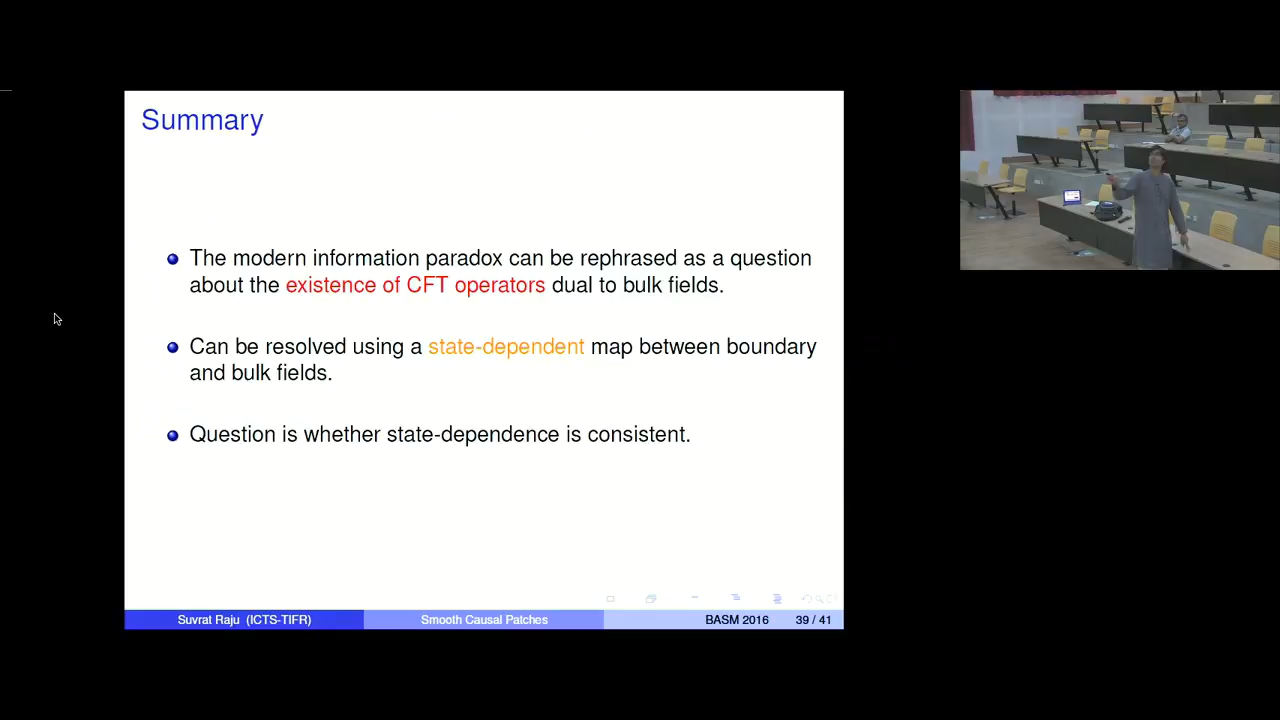 Summary
The modern information paradox can be rephrased as a question
about the existence of CFT operators dual to bulk fields.
Can be resolved using a state-dependent map between boundary
and bulk fields.
Question is whether state-dependence is consistent.
Suvrat Raju (ICTS-TIFR) Smooth Causal Patches BASM 2016 39 / 41